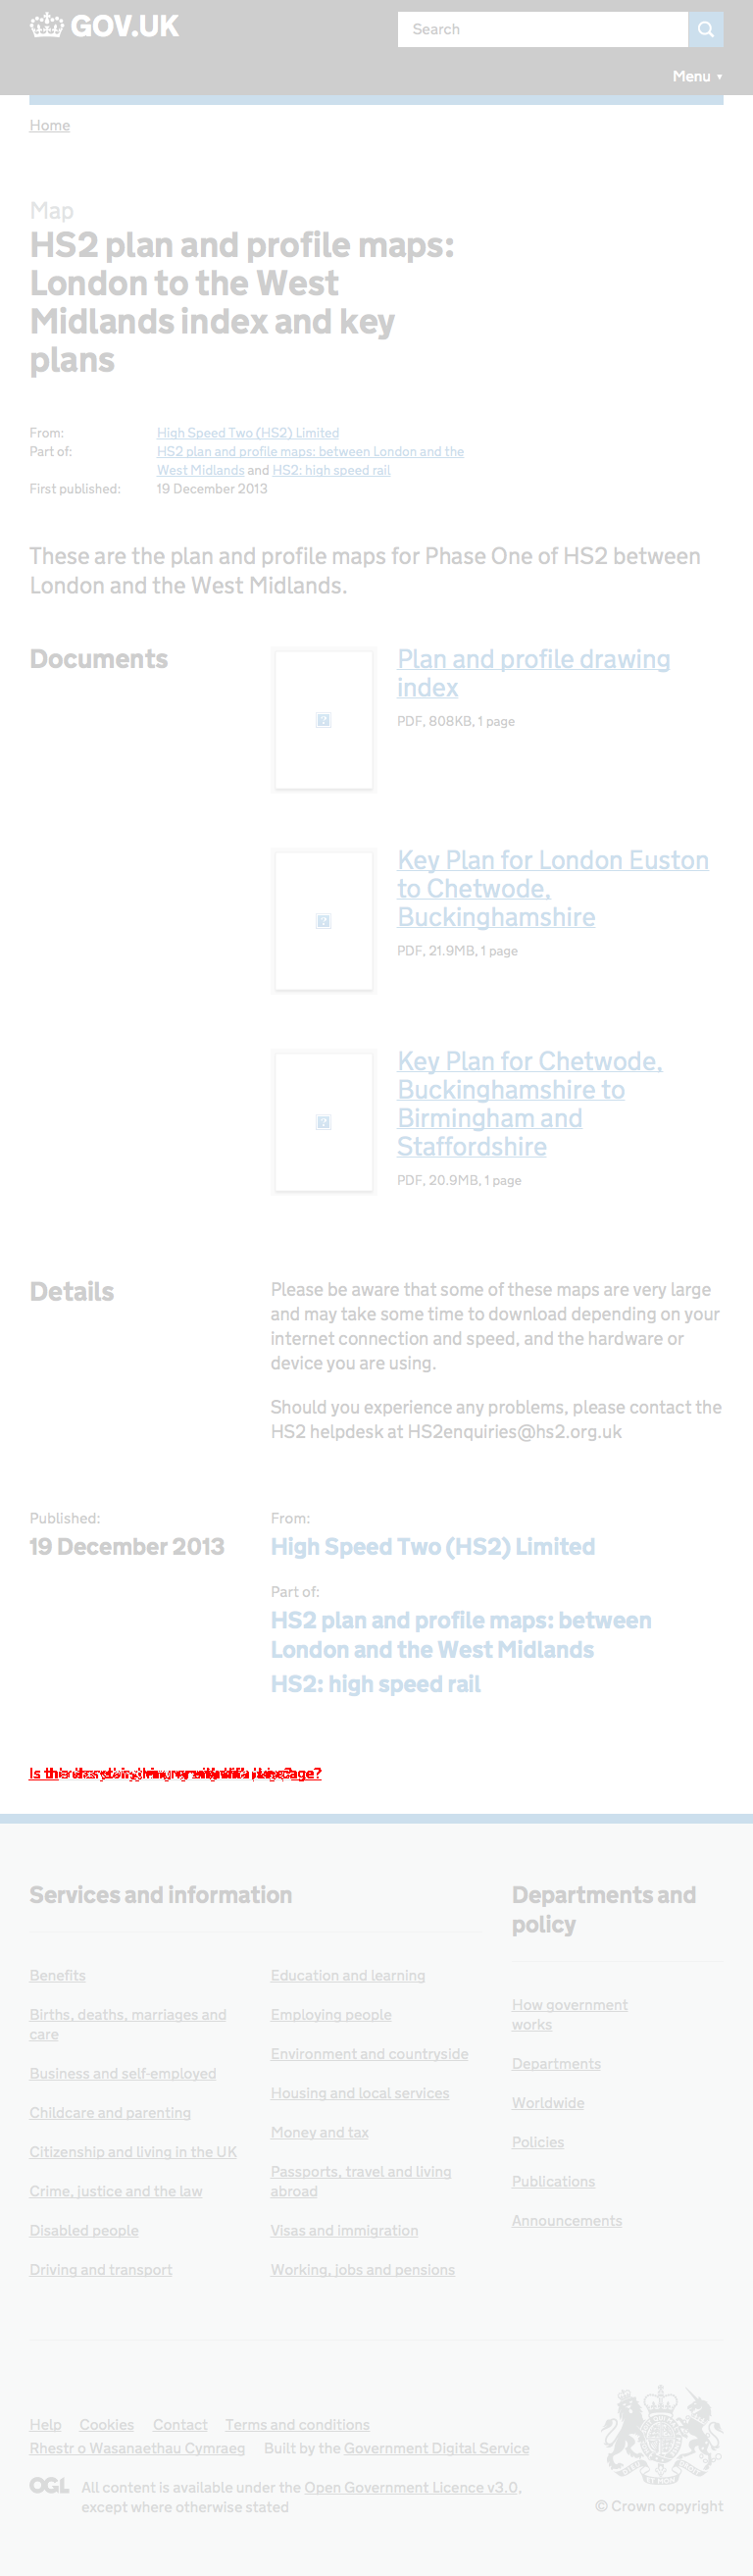 GOV.UK
Search
Menu ▼
Home
Map
HS2 plan and profile maps:
London to the West
Midlands index and key
plans
From: High Speed Two (HS2) Limited
Part of: HS2 plan and profile maps: between London and the
West Midlands and HS2: high speed rail
First published: 19 December 2013
These are the plan and profile maps for Phase One of HS2 between
London and the West Midlands.
Documents
Plan and profile drawing
index
PDF, 808KB, 1 page
Key Plan for London Euston
to Chetwode,
Buckinghamshire
PDF, 21.9MB, 1 page
Key Plan for Chetwode,
Buckinghamshire to
Birmingham and
Staffordshire
PDF, 20.9MB, 1 page
Details
Please be aware that some of these maps are very large
and may take some time to download depending on your
internet connection and speed, and the hardware or
device you are using.
Should you experience any problems, please contact the
HS2 helpdesk at HS2enquiries@hs2.org.uk
Published:
19 December 2013
From:
High Speed Two (HS2) Limited
Part of:
HS2 plan and profile maps: between
London and the West Midlands
HS2: high speed rail
Services and information
Benefits
Births, deaths, marriages and
care
Business and self-employed
Childcare and parenting
Citizenship and living in the UK
Crime, justice and the law
Disabled people
Driving and transport
Education and learning
Employing people
Environment and countryside
Housing and local services
Money and tax
Passports, travel and living
abroad
Visas and immigration
Working, jobs and pensions
Departments and
policy
How government
works
Departments
Worldwide
Policies
Publications
Announcements
Help Cookies Contact Terms and conditions
Rhestr o Wasanaethau Cymraeg Built by the Government Digital Service
OGL All content is available under the Open Government Licence v3.0,
except where otherwise stated
© Crown copyright